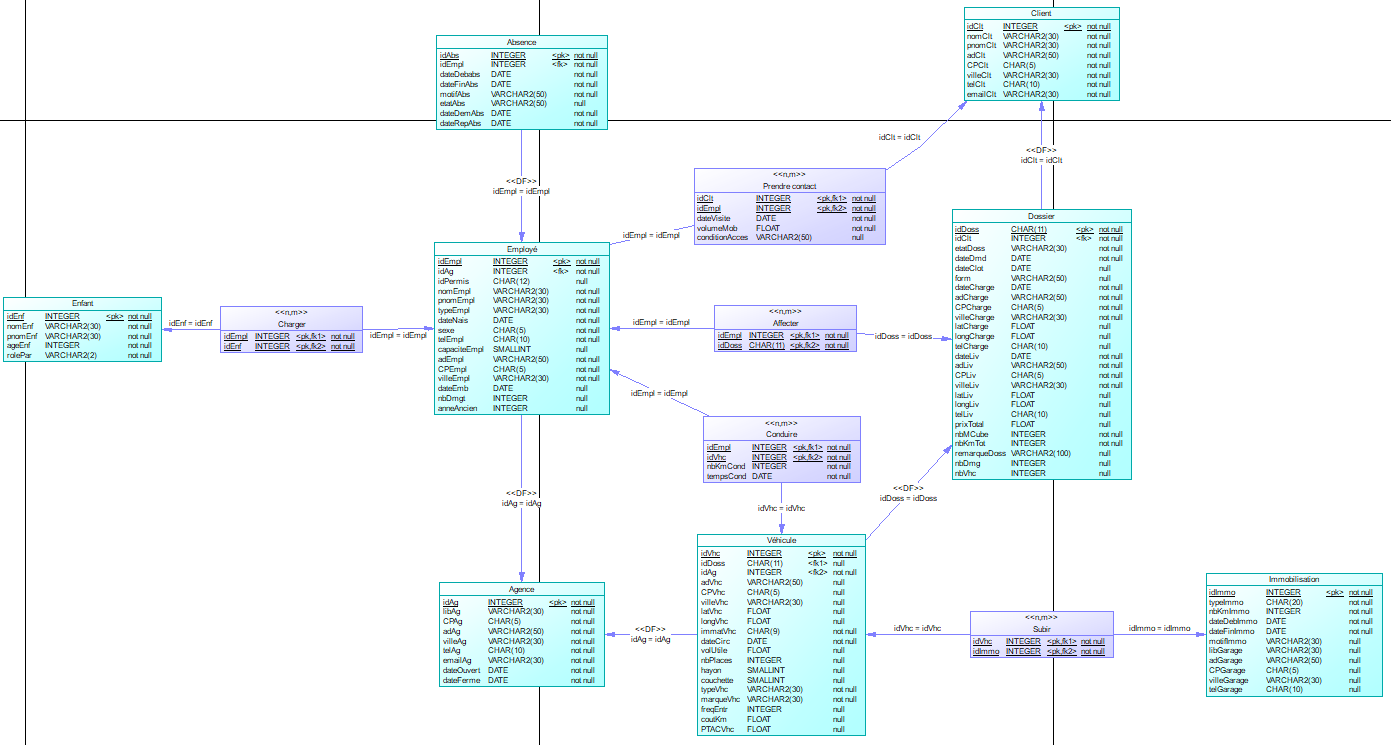 Client
idClt INTEGER <pk> not null
nomClt VARCHAR2(30) not null
pnomClt VARCHAR2(30) not null
adClt VARCHAR2(50) not null
CPClt CHAR(5) not null
villeClt VARCHAR2(30) not null
telClt CHAR(10) not null
emailClt VARCHAR2(30) not null
Absence
idAbs INTEGER <pk> not null
idEmpl INTEGER <fk> not null
dateDebabs DATE not null
dateFinAbs DATE not null
motifAbs VARCHAR2(50) not null
etatAbs VARCHAR2(50) null
dateDemAbs DATE not null
dateRepAbs DATE not null
idClt = idClt
<<DF>>
idClt = idClt
<<DF>>
idEmpl = idEmpl
<<n,m>>
Prendre contact
idClt INTEGER <pk,fk1> not null
idEmpl INTEGER <pk,fk2> not null
dateVisite DATE not null
volumeMob FLOAT not null
conditionAcces VARCHAR2(50) null
idEmpl = idEmpl
Dossier
idDoss CHAR(11) <pk> not null
idClt INTEGER <fk> not null
etatDoss VARCHAR2(30) not null
dateDmd DATE not null
dateClot DATE null
form VARCHAR2(50) null
dateCharge DATE not null
adCharge VARCHAR2(50) not null
CPCharge CHAR(5) not null
villeCharge VARCHAR2(30) not null
latCharge FLOAT null
longCharge FLOAT null
telCharge CHAR(10) null
dateLiv DATE not null
adLiv VARCHAR2(50) not null
CPLiv CHAR(5) not null
villeLiv VARCHAR2(30) not null
latLiv FLOAT null
longLiv FLOAT null
telLiv CHAR(10) null
prixTotal FLOAT null
nbMCube INTEGER not null
nbKmTot INTEGER not null
remarqueDoss VARCHAR2(100) null
nbDmg INTEGER null
nbVhc INTEGER null
Employé
idEmpl INTEGER <pk> not null
idAg INTEGER <fk> not null
idPermis CHAR(12) null
nomEmpl VARCHAR2(30) not null
pnomEmpl VARCHAR2(30) not null
typeEmpl VARCHAR2(30) not null
dateNais DATE not null
sexe CHAR(5) not null
telEmpl CHAR(10) not null
capaciteEmpl SMALLINT null
adEmpl VARCHAR2(50) not null
CPEmpl CHAR(5) not null
villeEmpl VARCHAR2(30) not null
dateEmb DATE null
nbDmgt INTEGER null
anneAncien INTEGER null
Enfant
idEnf INTEGER <pk> not null
nomEnf VARCHAR2(30) not null
pnomEnf VARCHAR2(30) not null
ageEnf INTEGER not null
rolePar VARCHAR2(2) null
idEnf = idEnf
<<n,m>>
Charger
idEmpl INTEGER <pk,fk1> not null
idEnf INTEGER <pk,fk2> not null
idEmpl = idEmpl
idEmpl = idEmpl
<<n,m>>
Affecter
idEmpl INTEGER <pk,fk1> not null
idDoss CHAR(11) <pk,fk2> not null
idDoss = idDoss
idEmpl = idEmpl
<<n,m>>
Conduire
idEmpl INTEGER <pk,fk1> not null
idVhc INTEGER <pk,fk2> not null
nbKmCond INTEGER not null
tempsCond DATE not null
<<DF>>
idAg = idAg
idVhc = idVhc
<<DF>>
idDoss = idDoss
Véhicule
idVhc INTEGER <pk> not null
idDoss CHAR(11) <fk1> null
idAg INTEGER <fk2> not null
adVhc VARCHAR2(50) null
CPVhc CHAR(5) null
villeVhc VARCHAR2(30) null
latVhc FLOAT null
longVhc FLOAT null
immatVhc CHAR(9) not null
dateCirc DATE not null
volUtile FLOAT null
nbPlaces INTEGER null
hayon SMALLINT null
couchette SMALLINT null
typeVhc VARCHAR2(30) not null
marqueVhc VARCHAR2(30) not null
freqEntr INTEGER null
coutKm FLOAT null
PTACVhc FLOAT null
Agence
idAg INTEGER <pk> not null
libAg VARCHAR2(30) not null
CPAg CHAR(5) not null
adAg VARCHAR2(50) not null
villeAg VARCHAR2(30) not null
telAg CHAR(10) not null
emailAg VARCHAR2(30) not null
dateOuvert DATE not null
dateFerme DATE not null
<<DF>>
idAg = idAg
idVhc = idVhc
<<n,m>>
Subir
idVhc INTEGER <pk,fk1> not null
idImmo INTEGER <pk,fk2> not null
idImmo = idImmo
Immobilisation
idImmo INTEGER <pk> not null
typeImmo CHAR(20) not null
nbKmImmo INTEGER not null
dateDebImmo DATE not null
dateFinImmo DATE not null
motifImmo VARCHAR2(30) null
libGarage VARCHAR2(30) null
adGarage VARCHAR2(50) null
CPGarage CHAR(5) null
villeGarage VARCHAR2(30) null
telGarage CHAR(10) null